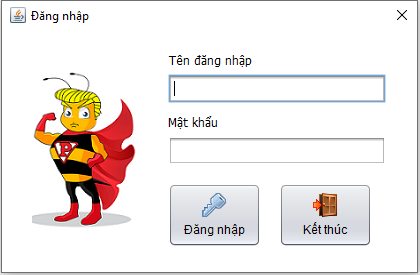 Đăng nhập
Tên đăng nhập
Mật khẩu
Đăng nhập
Kết thúc